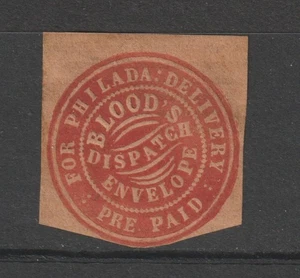 FOR PHILADA: DELIVERY
PRE PAID
BLOOD'S
DISPATCH
ENVELOPE